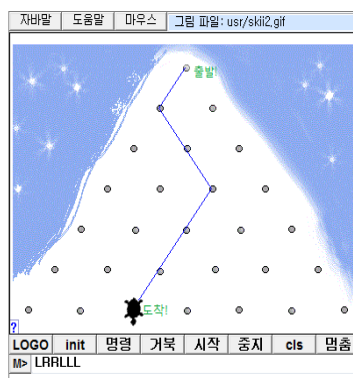 자바말 도움말 마우스 그림 파일: usr/skii2,gif
출발!
도착!
?
LOGO init 명령 거북 시작 중지 cls 멈춤
M> LRRLLL